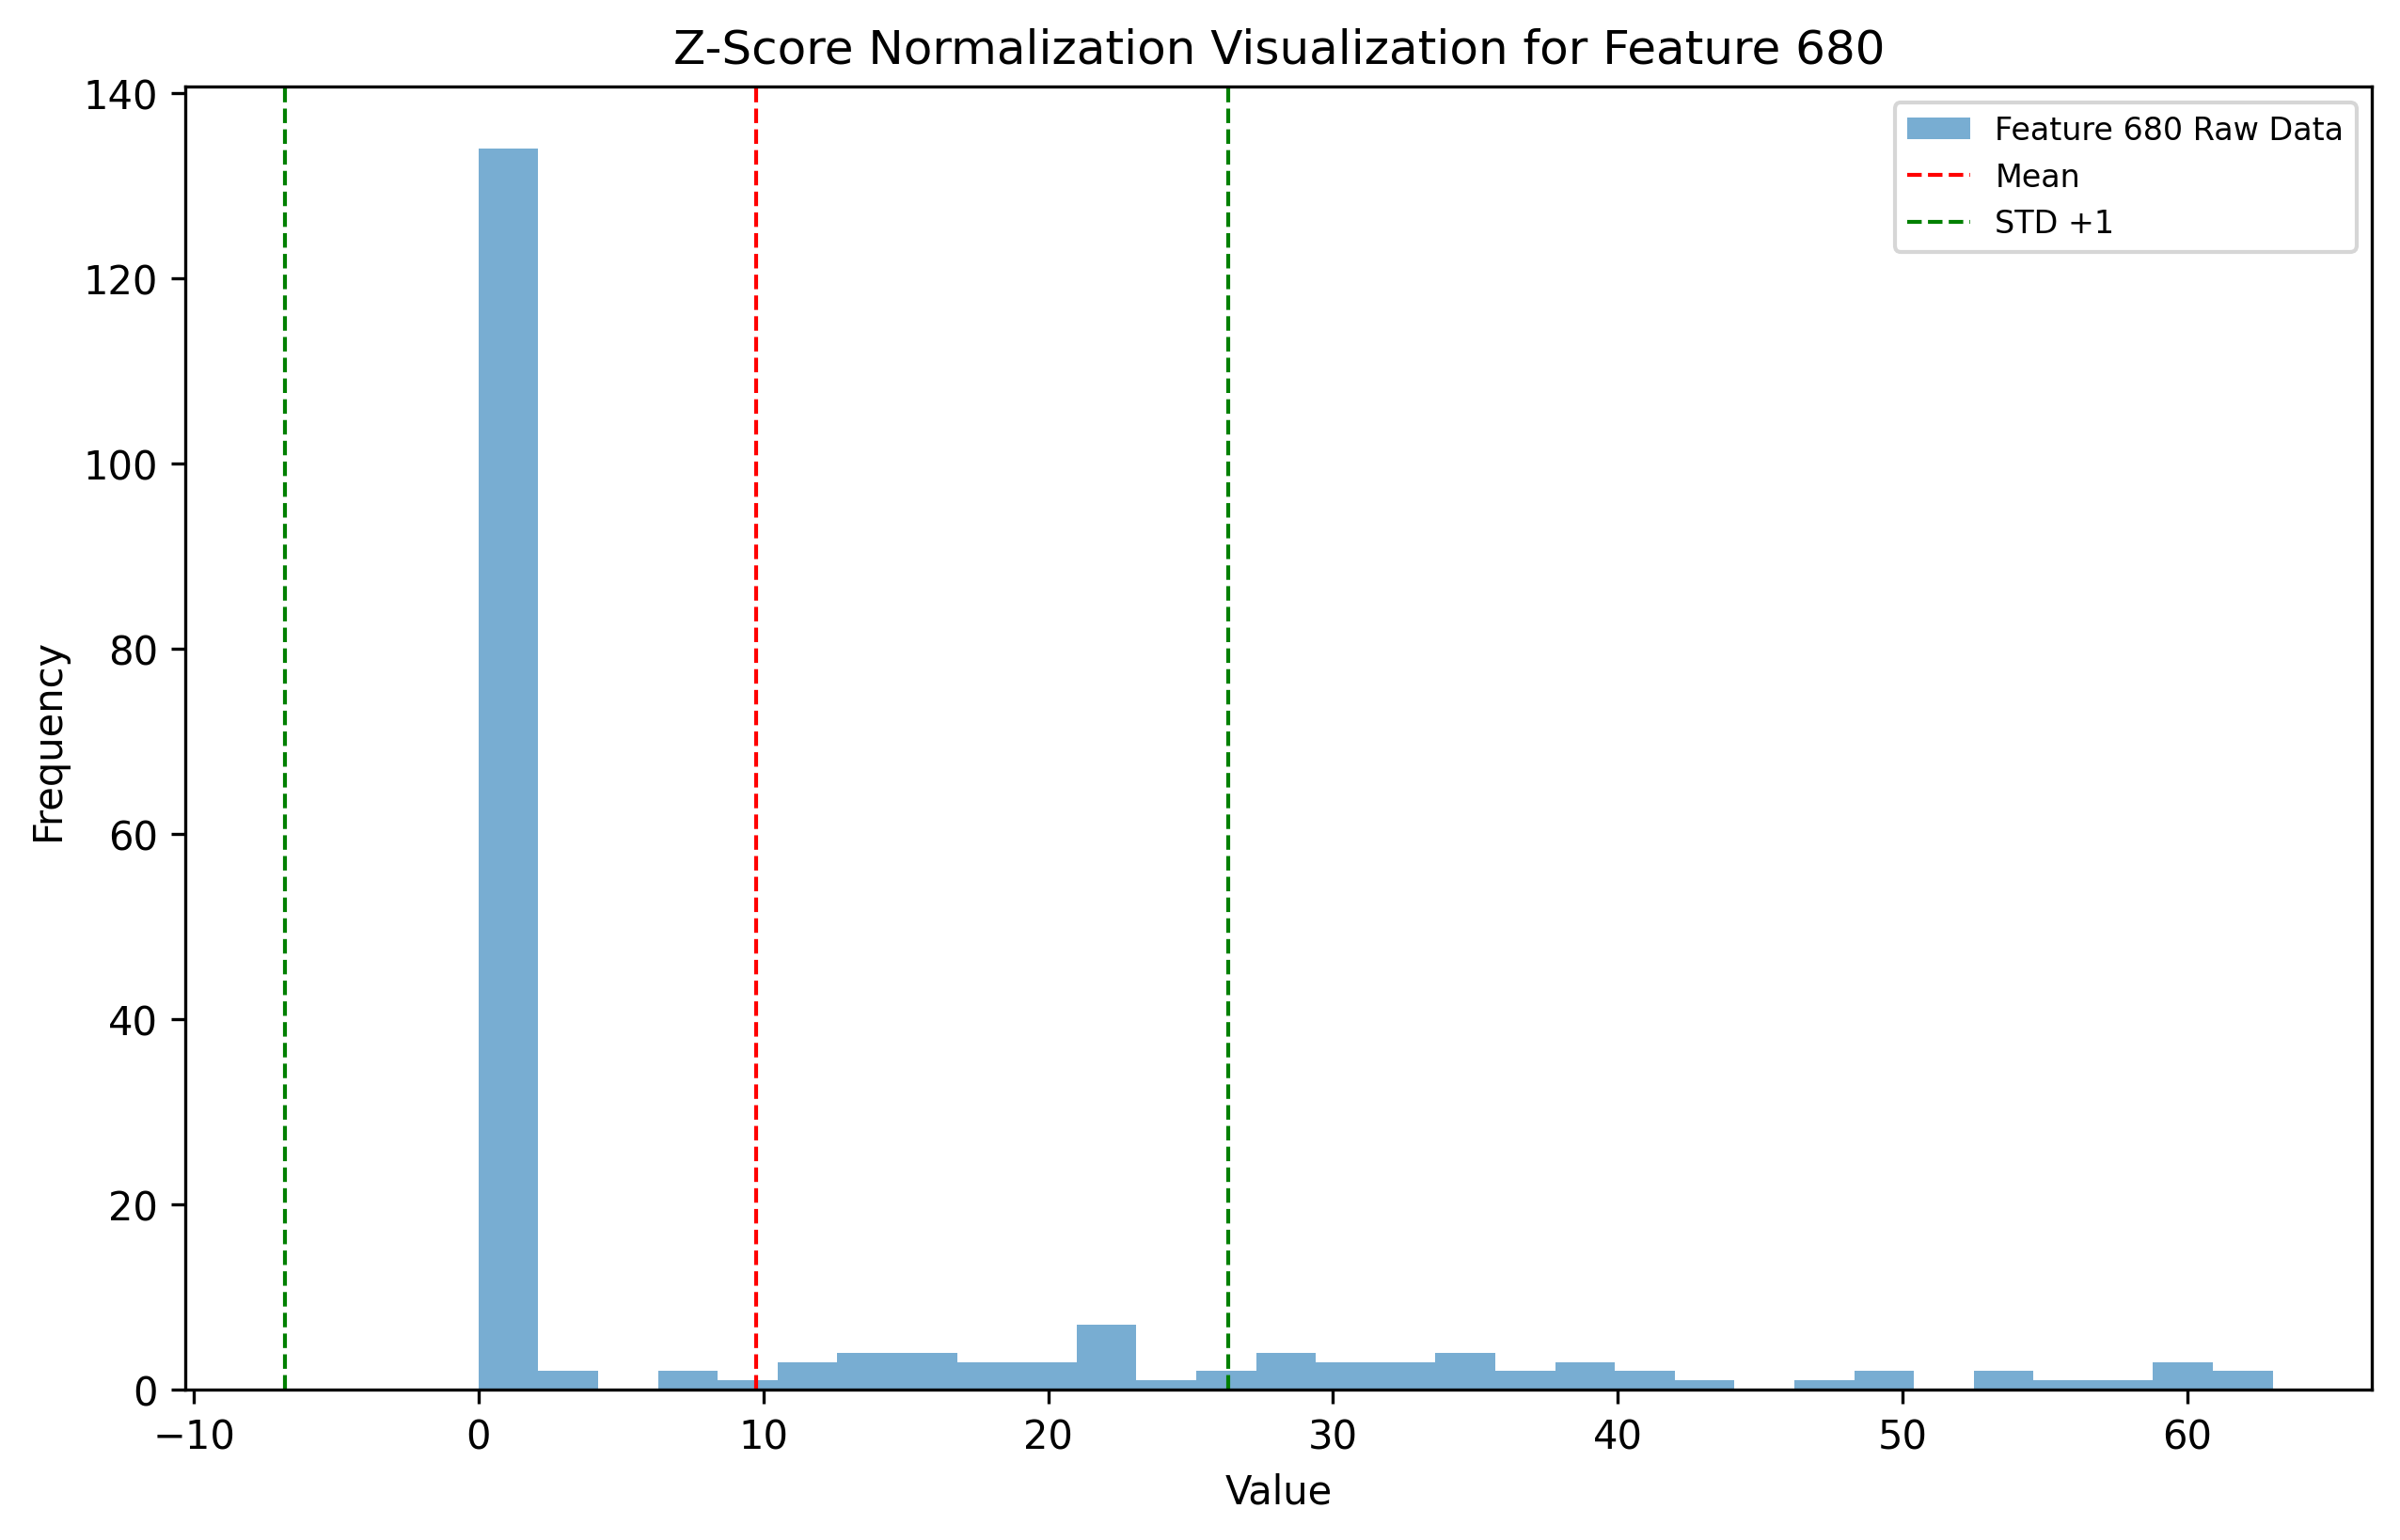 Z-Score Normalization Visualization for Feature 680
140
120
100
80
60
40
20
0
Frequency
Feature 680 Raw Data
Mean
STD +1
−10
0
10
20
30
40
50
60
Value